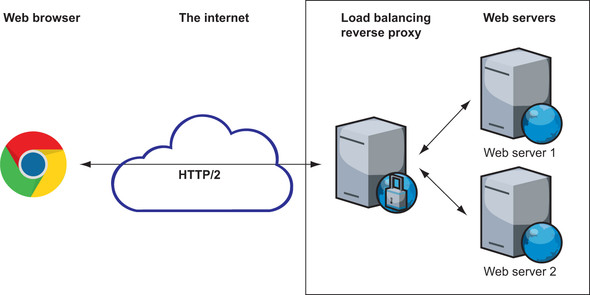 Web browser
The internet
Load balancing
reverse proxy
Web servers
HTTP/2
Web server 1
Web server 2